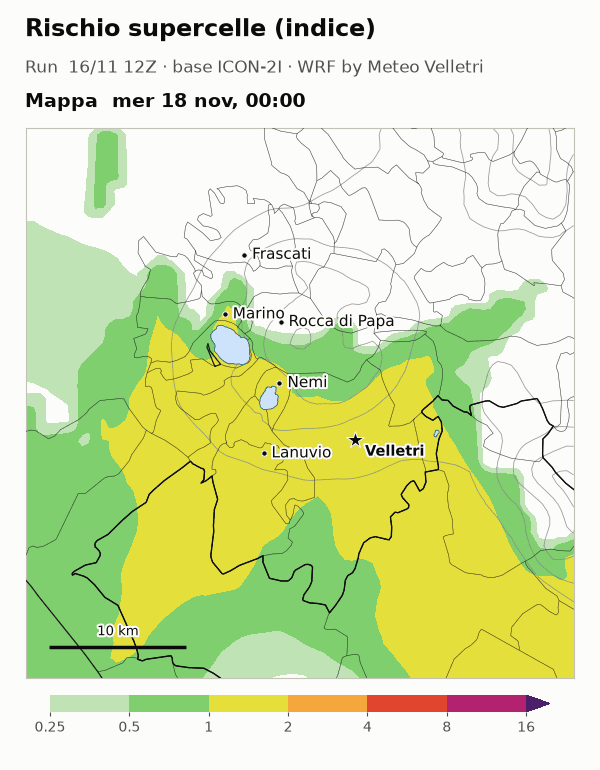 Rischio supercelle (indice)
Run  16/11 12Z · base ICON-2I · WRF by Meteo Velletri
Mappa  mer 18 nov, 00:00
Frascati
Marino
Rocca di Papa
Nemi
Velletri
Lanuvio
10 km
0.25 0.5 1 2 4 8 16